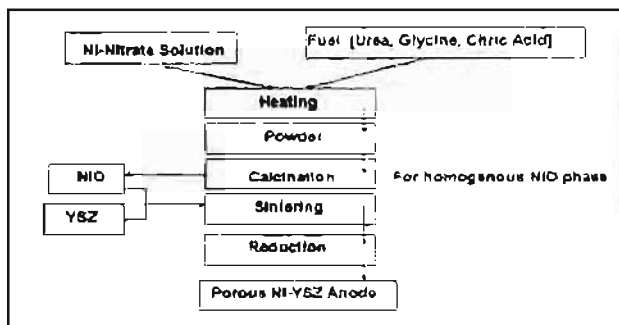 Ni-Nitrate Solution
Fuel [Urea, Glycine, Citric Acid]
Heating
Powder
Calcination
For homogenous NiO phase
NiO
YSZ
Sintering
Reduction
Porous Ni-YSZ Anode